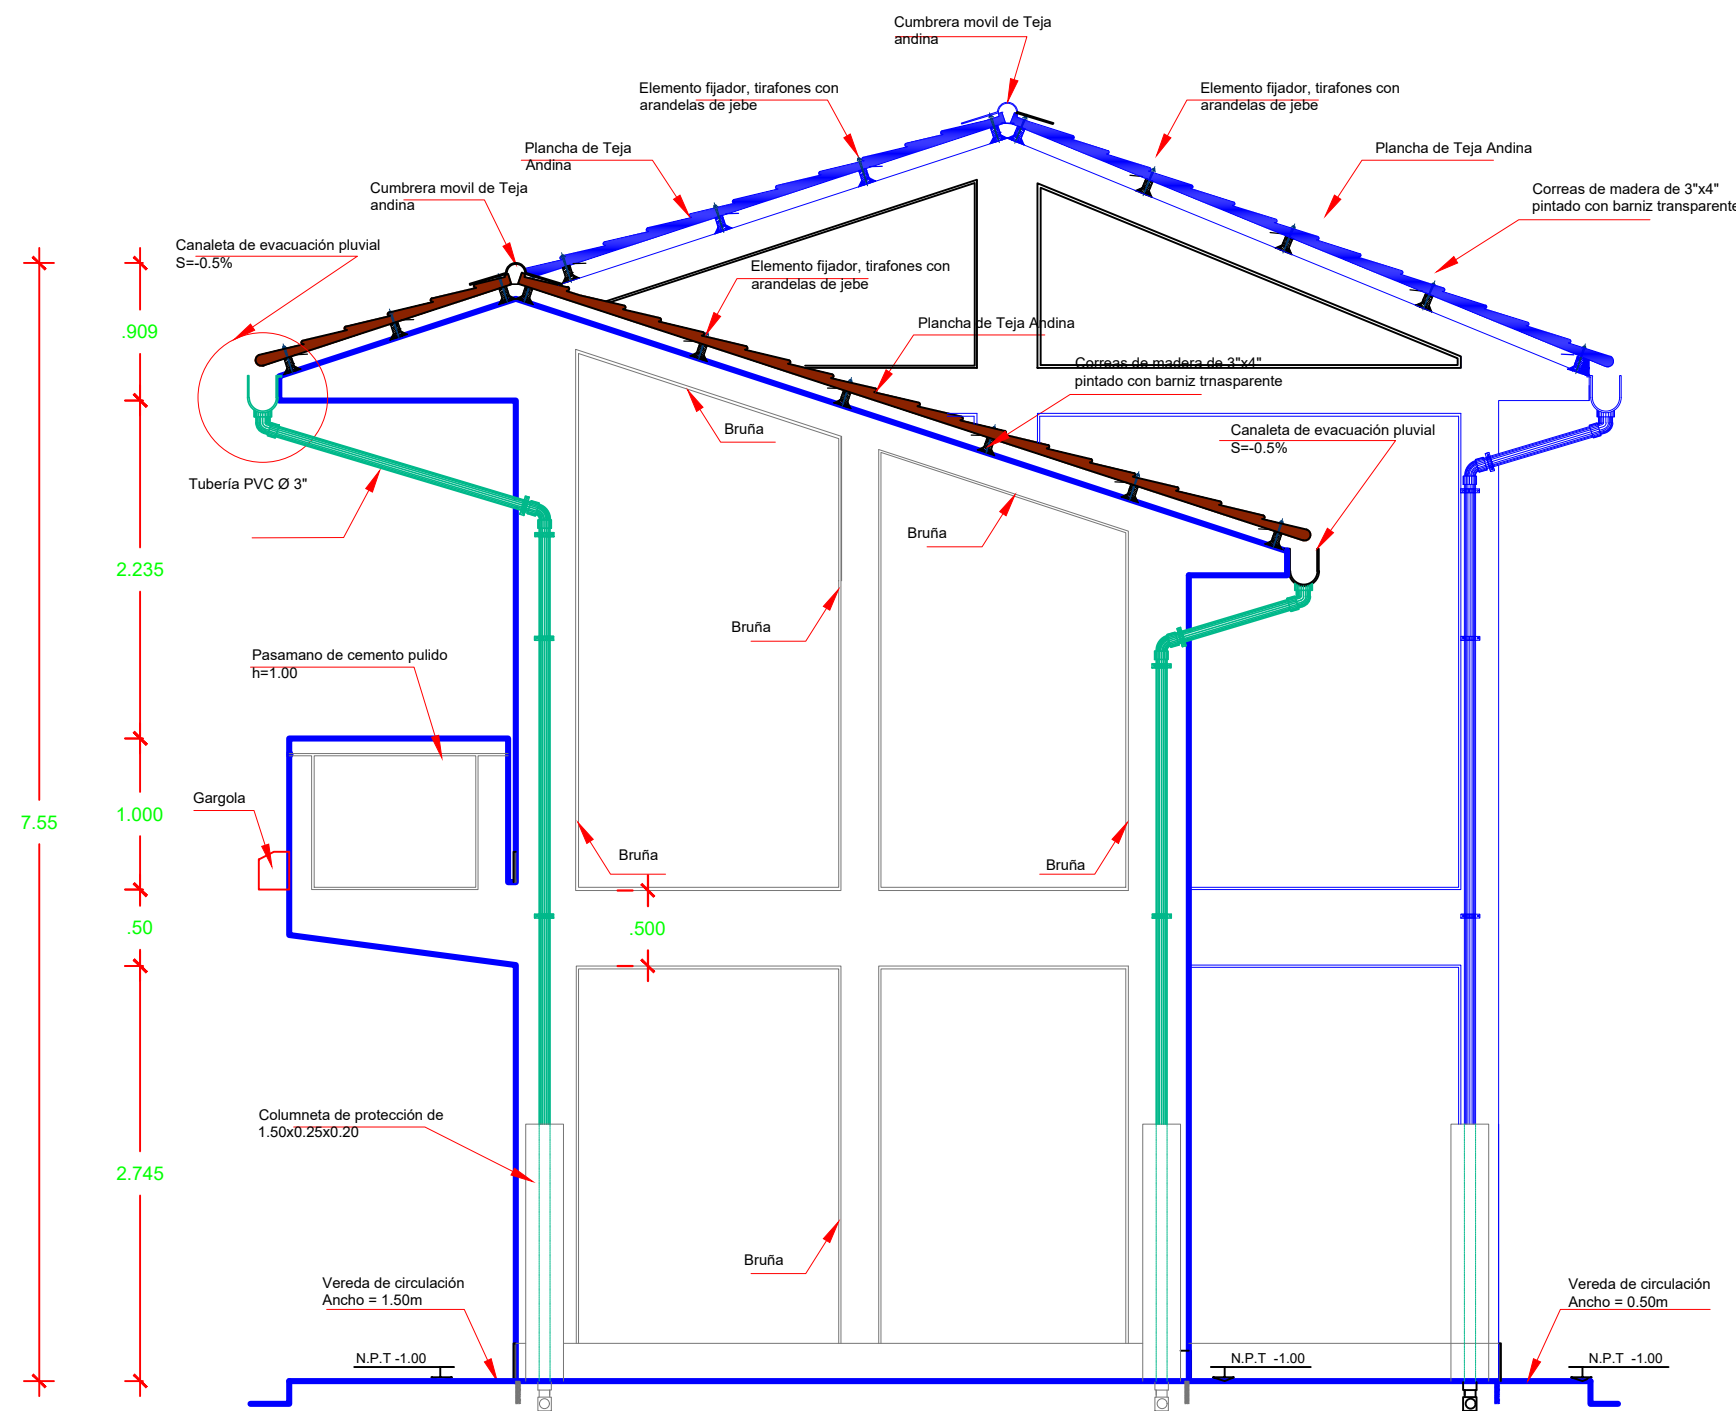 Cumbrera movil de Teja
andina
Elemento fijador, tirafones con
arandelas de jebe
Elemento fijador, tirafones con
arandelas de jebe
Plancha de Teja
Andina
Plancha de Teja Andina
Cumbrera movil de Teja
andina
Correas de madera de 3"x4"
pintado con barniz transparente
Canaleta de evacuación pluvial
S=-0.5%
Elemento fijador, tirafones con
arandelas de jebe
.909
Plancha de Teja Andina
Correas de madera de 3"x4"
pintado con barniz trnasparente
Bruña
Canaleta de evacuación pluvial
S=-0.5%
Tubería PVC Ø 3"
Bruña
2.235
Bruña
Pasamano de cemento pulido
h=1.00
Gargola
7.55
1.000
Bruña
Bruña
.50
.500
Columneta de protección de
1.50x0.25x0.20
2.745
Bruña
Vereda de circulación
Ancho = 1.50m
Vereda de circulación
Ancho = 0.50m
N.P.T -1.00
N.P.T -1.00
N.P.T -1.00